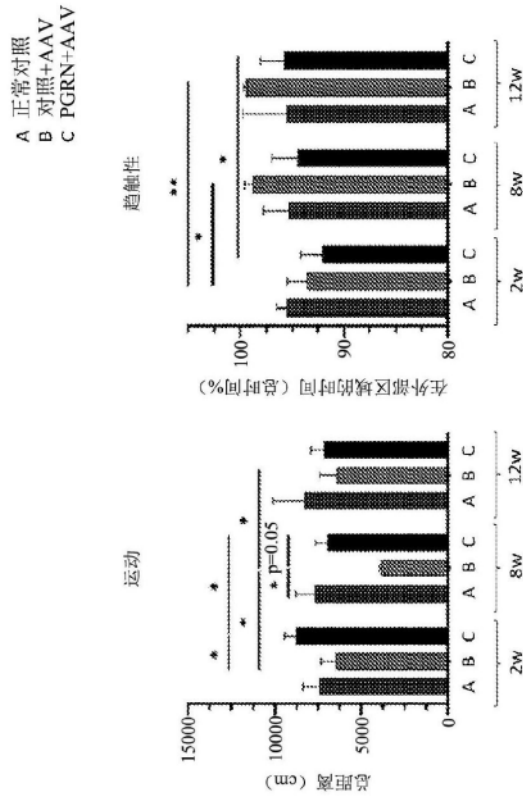 A 正常对照
B 对照+AAV
C PGRN+AAV
运动
总距离 (cm)
15000
10000
5000
0
* *
* *
* p=0.05
A B C A B C A B C
2w 8w 12w
趋触性
在外部区域的时间 (总时间%)
100
90
80
**
*
*
A B C A B C A B C
2w 8w 12w